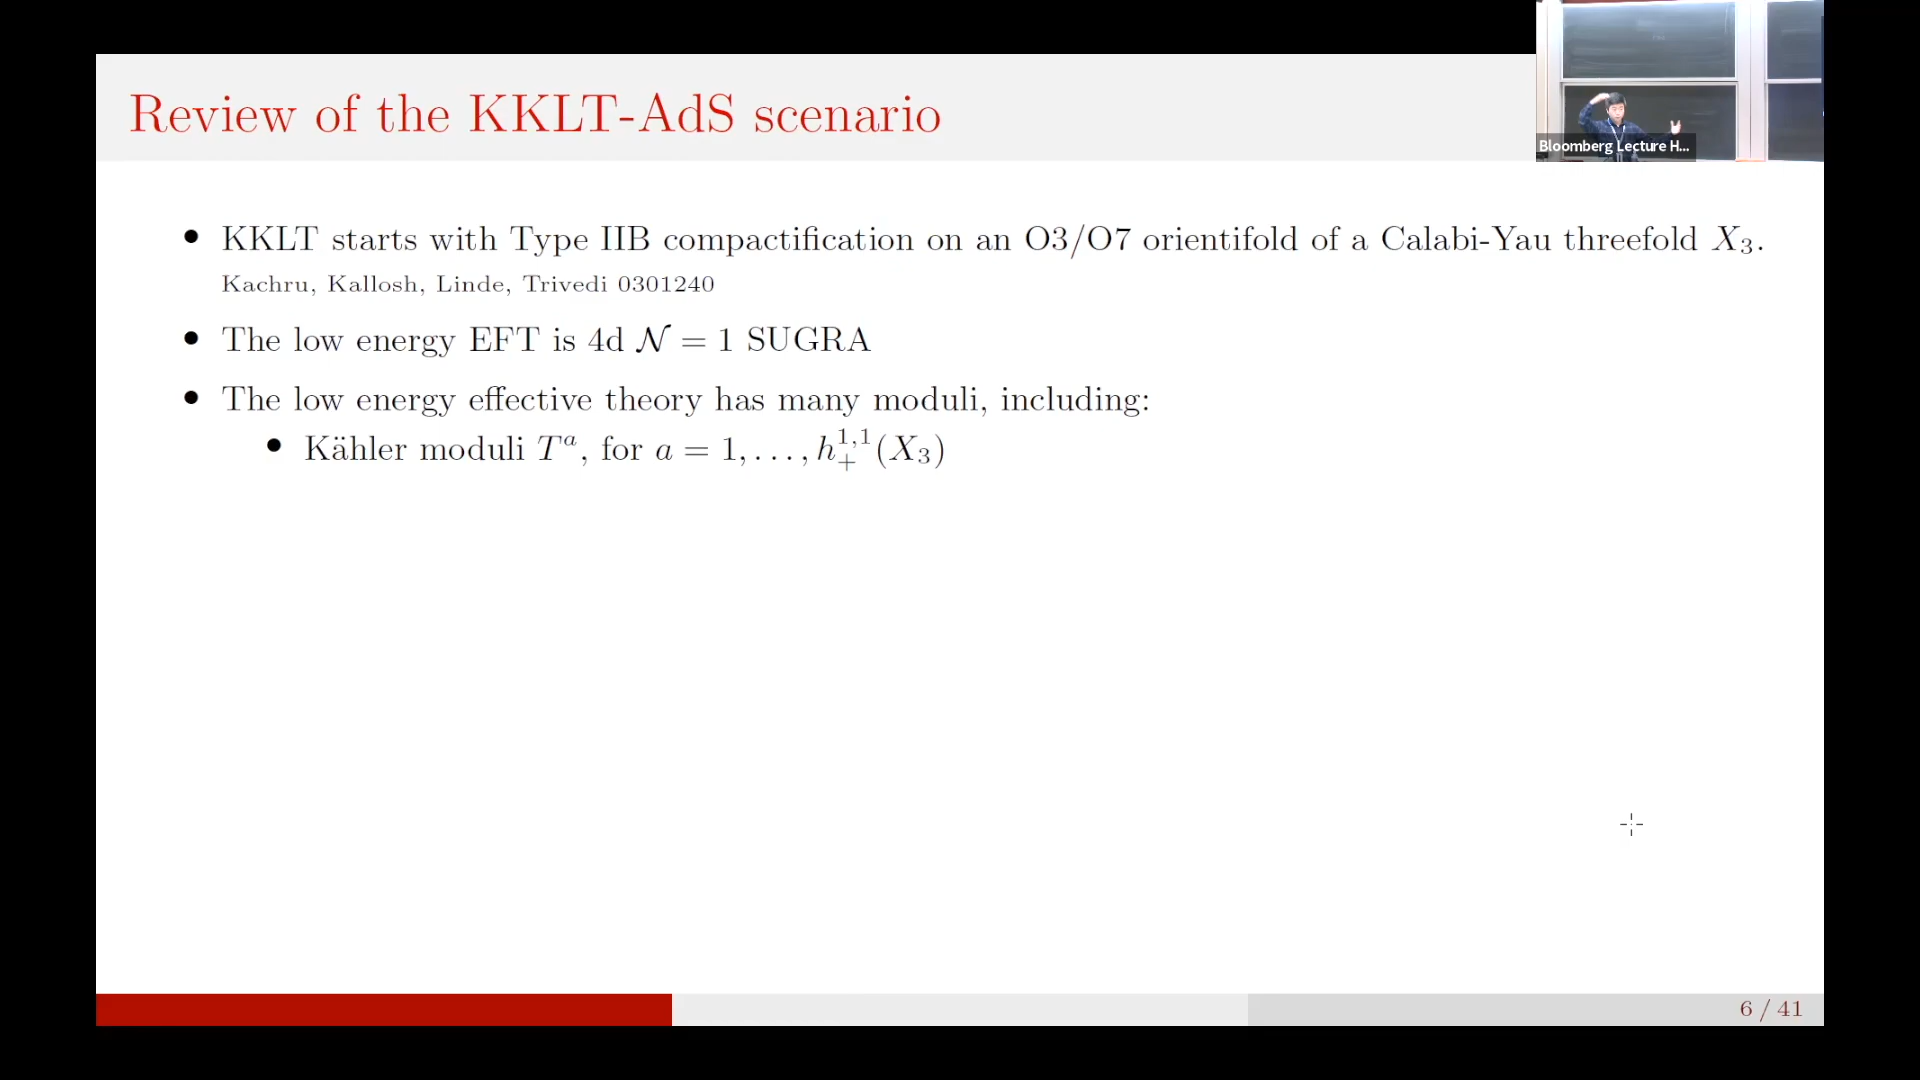 Review of the KKLT-AdS scenario
Bloomberg Lecture H...
• KKLT starts with Type IIB compactification on an O3/O7 orientifold of a Calabi-Yau threefold X₃.
Kachru, Kallosh, Linde, Trivedi 0301240
• The low energy EFT is 4d 𝒩 = 1 SUGRA
• The low energy effective theory has many moduli, including:
• Kähler moduli Tᵃ, for a = 1, . . . , h₊^{1,1}(X₃)
6 / 41